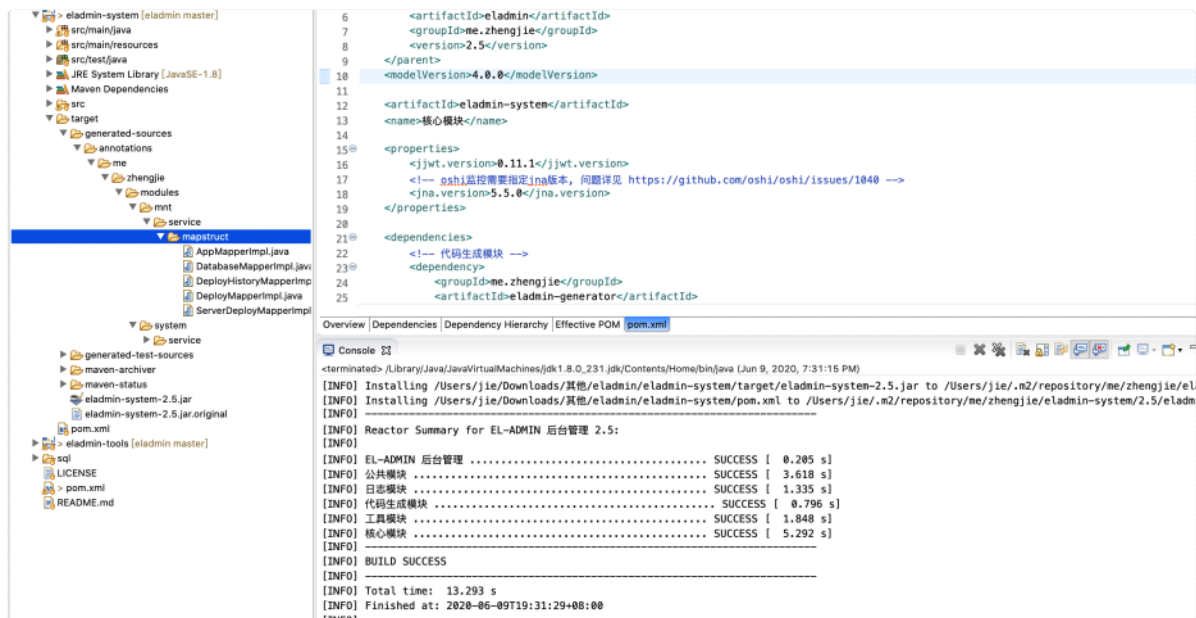 > eladmin-system [eladmin master]
src/main/java
src/main/resources
src/test/java
JRE System Library [JavaSE-1.8]
Maven Dependencies
src
target
generated-sources
annotations
me
zhengjie
modules
mnt
service
mapstruct
AppMapperImpl.java
DatabaseMapperImpl.java
DeployHistoryMapperImp
DeployMapperImpl.java
ServerDeployMapperImpl
system
service
generated-test-sources
maven-archiver
maven-status
eladmin-system-2.5.jar
eladmin-system-2.5.jar.original
pom.xml
> eladmin-tools [eladmin master]
sql
LICENSE
> pom.xml
README.md
6 <artifactId>eladmin</artifactId>
7 <groupId>me.zhengjie</groupId>
8 <version>2.5</version>
9 </parent>
10 <modelVersion>4.0.0</modelVersion>
11
12 <artifactId>eladmin-system</artifactId>
13 <name>核心模块</name>
14
15 <properties>
16 <jjwt.version>0.11.1</jjwt.version>
17 <!-- oshi监控需要指定jna版本, 问题详见 https://github.com/oshi/oshi/issues/1040 -->
18 <jna.version>5.5.0</jna.version>
19 </properties>
20
21 <dependencies>
22 <!-- 代码生成模块 -->
23 <dependency>
24 <groupId>me.zhengjie</groupId>
25 <artifactId>eladmin-generator</artifactId>
Overview Dependencies Dependency Hierarchy Effective POM pom.xml
Console
<terminated> /Library/Java/JavaVirtualMachines/jdk1.8.0_231.jdk/Contents/Home/bin/java (Jun 9, 2020, 7:31:15 PM)
[INFO] Installing /Users/jie/Downloads/其他/eladmin/eladmin-system/target/eladmin-system-2.5.jar to /Users/jie/.m2/repository/me/zhengjie/el
[INFO] Installing /Users/jie/Downloads/其他/eladmin/eladmin-system/pom.xml to /Users/jie/.m2/repository/me/zhengjie/eladmin-system/2.5/eladm
[INFO] ------------------------------------------------------------------------
[INFO] Reactor Summary for EL-ADMIN 后台管理 2.5:
[INFO]
[INFO] EL-ADMIN 后台管理 ................................... SUCCESS [ 0.205 s]
[INFO] 公共模块 ........................................... SUCCESS [ 3.618 s]
[INFO] 日志模块 ........................................... SUCCESS [ 1.335 s]
[INFO] 代码生成模块 ......................................... SUCCESS [ 0.796 s]
[INFO] 工具模块 ........................................... SUCCESS [ 1.848 s]
[INFO] 核心模块 ........................................... SUCCESS [ 5.292 s]
[INFO] ------------------------------------------------------------------------
[INFO] BUILD SUCCESS
[INFO] ------------------------------------------------------------------------
[INFO] Total time: 13.293 s
[INFO] Finished at: 2020-06-09T19:31:29+08:00